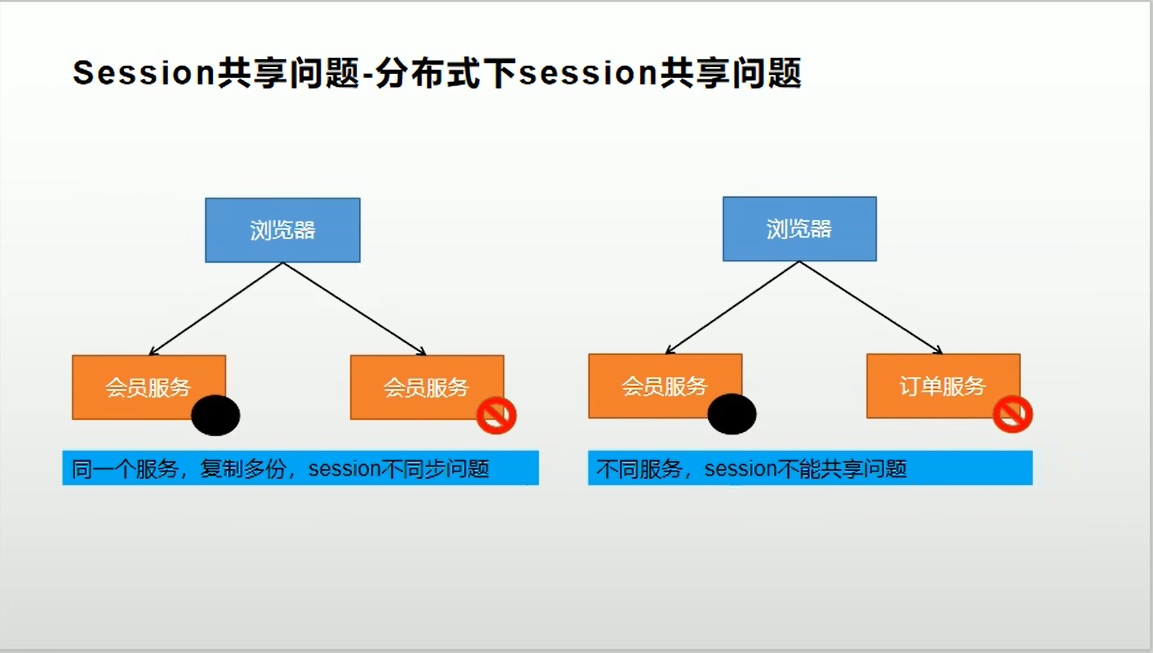 Session共享问题-分布式下session共享问题
浏览器
浏览器
会员服务
会员服务
会员服务
订单服务
同一个服务，复制多份，session不同步问题
不同服务，session不能共享问题